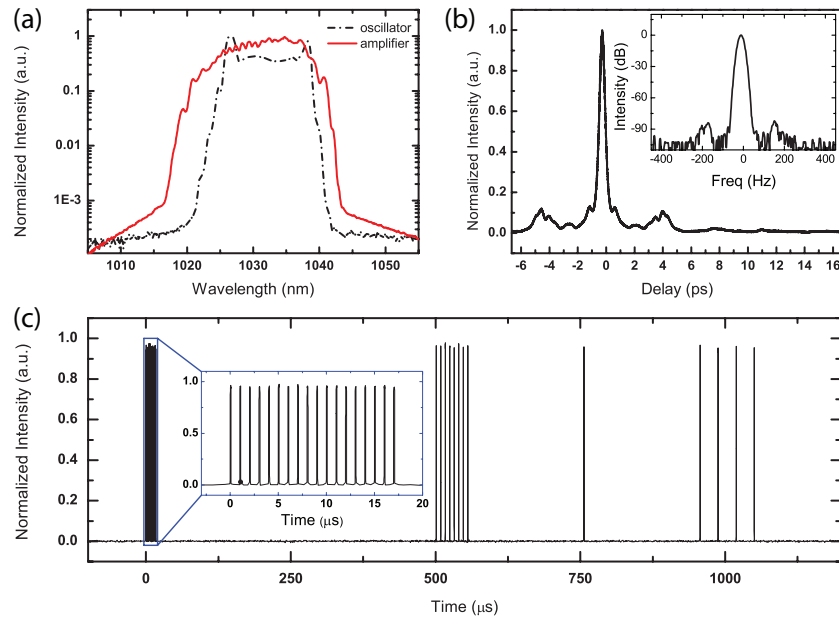 (a)
oscillator
amplifier
Normalized Intensity (a.u.)
1
0.1
0.01
1E-3
1010 1020 1030 1040 1050
Wavelength (nm)
(b)
Normalized Intensity (a.u.)
1.0
0.8
0.6
0.4
0.2
0.0
-6 -4 -2 0 2 4 6 8 10 12 14 16
Delay (ps)
Intensity (dB)
0
-30
-60
-90
-400 -200 0 200 400
Freq (Hz)
(c)
Normalized Intensity (a.u.)
1.0
0.8
0.6
0.4
0.2
0.0
0 250 500 750 1000
Time (μs)
1.0
0.5
0.0
0 5 10 15 20
Time (μs)